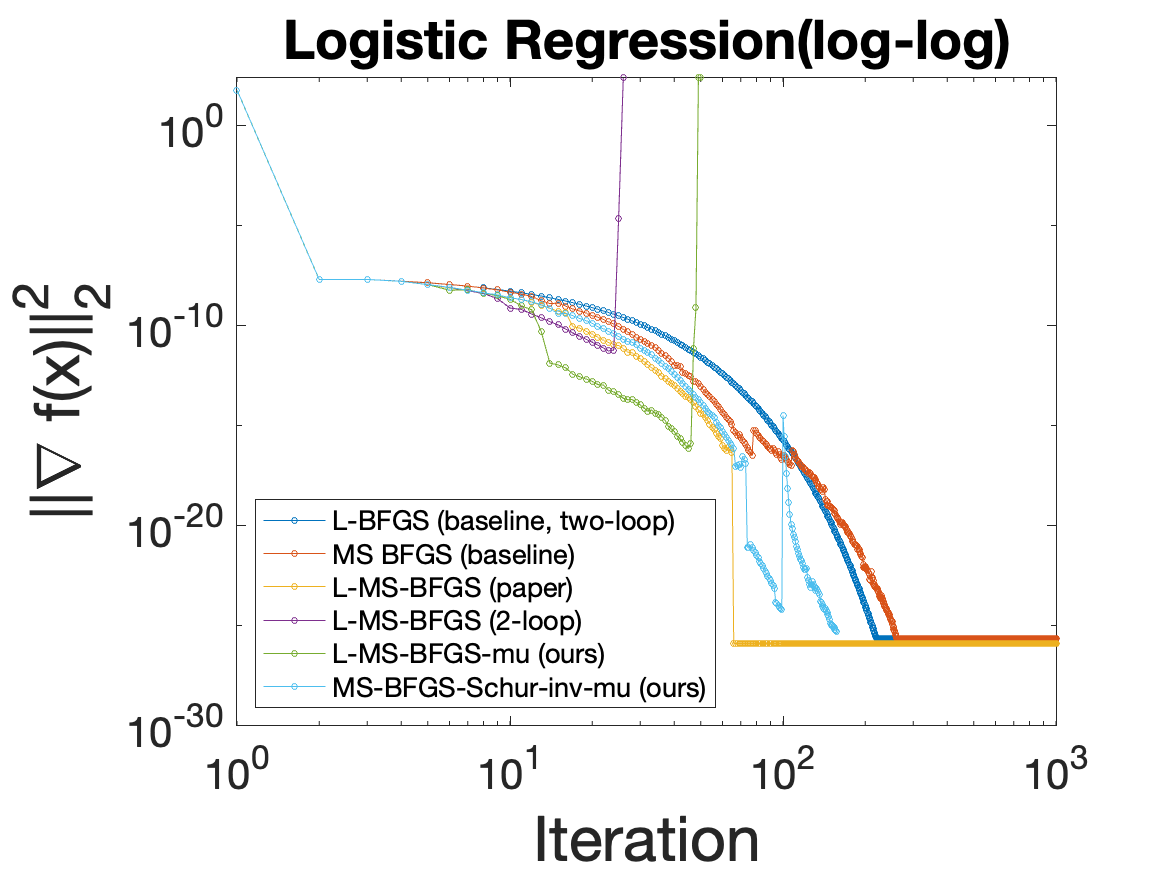 Logistic Regression(log-log)
10^0
10^-10
10^-20
10^-30
||∇ f(x)||_2^2
L-BFGS (baseline, two-loop)
MS BFGS (baseline)
L-MS-BFGS (paper)
L-MS-BFGS (2-loop)
L-MS-BFGS-mu (ours)
MS-BFGS-Schur-inv-mu (ours)
10^0 10^1 10^2 10^3
Iteration